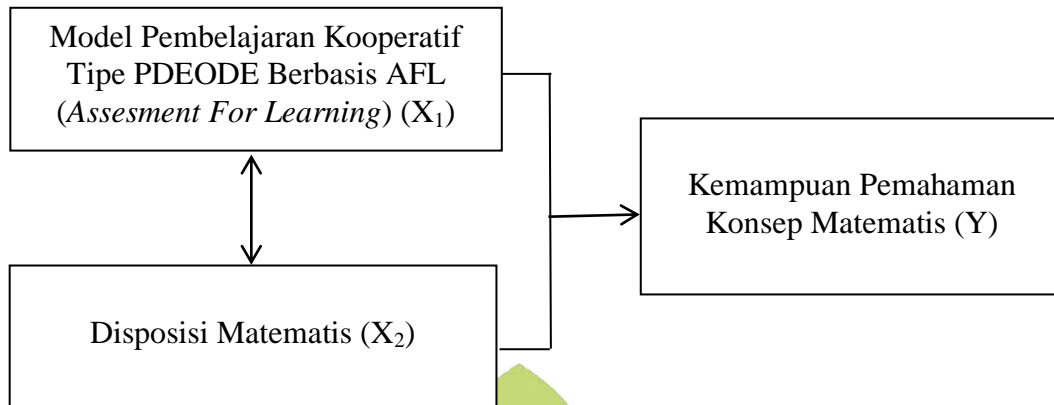 Model Pembelajaran Kooperatif
Tipe PDEODE Berbasis AFL
(Assesment For Learning) (X₁)
Kemampuan Pemahaman
Konsep Matematis (Y)
Disposisi Matematis (X₂)